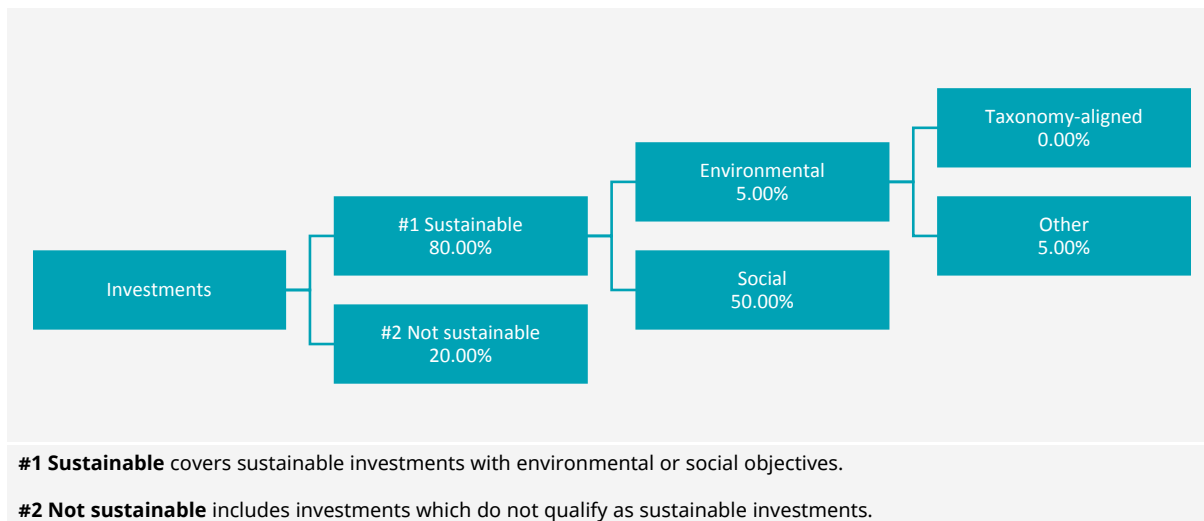 Investments
#1 Sustainable
80.00%
#2 Not sustainable
20.00%
Environmental
5.00%
Social
50.00%
Taxonomy-aligned
0.00%
Other
5.00%
#1 Sustainable covers sustainable investments with environmental or social objectives.
#2 Not sustainable includes investments which do not qualify as sustainable investments.